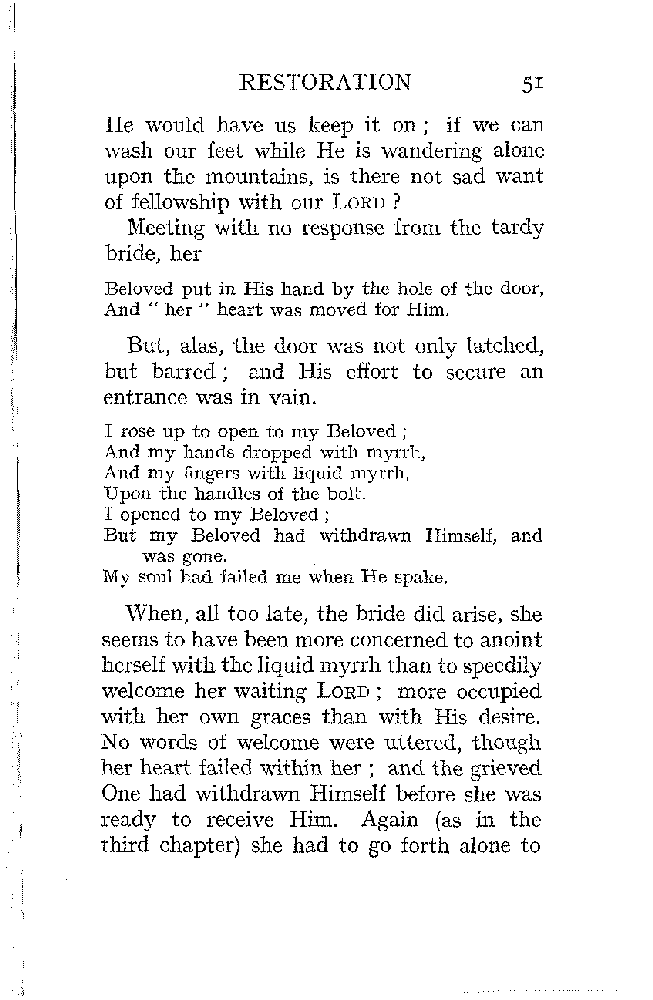 RESTORATION 51
He would have us keep it on ; if we can
wash our feet while He is wandering alone
upon the mountains, is there not sad want
of fellowship with our LORD ?
Meeting with no response from the tardy
bride, her
Beloved put in His hand by the hole of the door,
And " her " heart was moved for Him.
But, alas, the door was not only latched,
but barred ; and His effort to secure an
entrance was in vain.
I rose up to open to my Beloved ;
And my hands dropped with myrrh,
And my fingers with liquid myrrh,
Upon the handles of the bolt.
I opened to my Beloved ;
But my Beloved had withdrawn Himself, and
was gone.
My soul had failed me when He spake.
When, all too late, the bride did arise, she
seems to have been more concerned to anoint
herself with the liquid myrrh than to speedily
welcome her waiting LORD ; more occupied
with her own graces than with His desire.
No words of welcome were uttered, though
her heart failed within her ; and the grieved
One had withdrawn Himself before she was
ready to receive Him. Again (as in the
third chapter) she had to go forth alone to